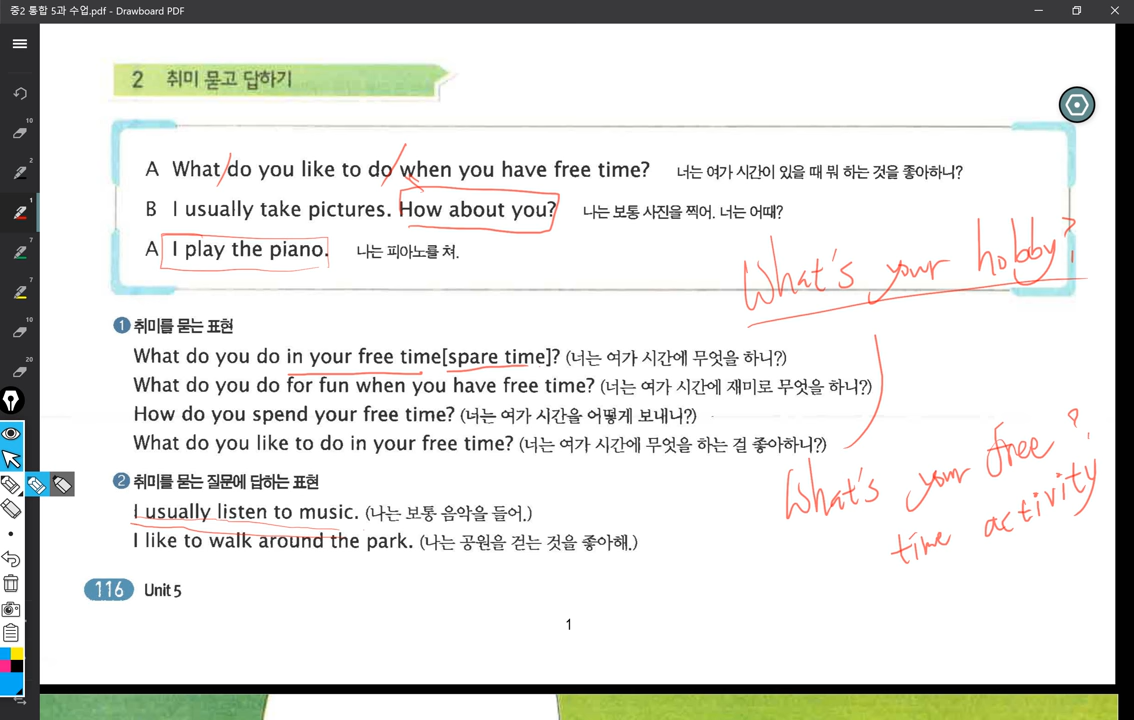 중2 통합 5과 수업.pdf - Drawboard PDF
2 취미 묻고 답하기
A What do you like to do when you have free time? 너는 여가 시간이 있을 때 뭐 하는 것을 좋아하니?
B I usually take pictures. How about you? 나는 보통 사진을 찍어. 너는 어때?
A I play the piano. 나는 피아노를 쳐.
What's your hobby?
1 취미를 묻는 표현
What do you do in your free time[spare time]? (너는 여가 시간에 무엇을 하니?)
What do you do for fun when you have free time? (너는 여가 시간에 재미로 무엇을 하니?)
How do you spend your free time? (너는 여가 시간을 어떻게 보내니?)
What do you like to do in your free time? (너는 여가 시간에 무엇을 하는 걸 좋아하니?)
What's your free
time activity?
2 취미를 묻는 질문에 답하는 표현
I usually listen to music. (나는 보통 음악을 들어.)
I like to walk around the park. (나는 공원을 걷는 것을 좋아해.)
116 Unit 5
1
10
2
1
7
7
10
20